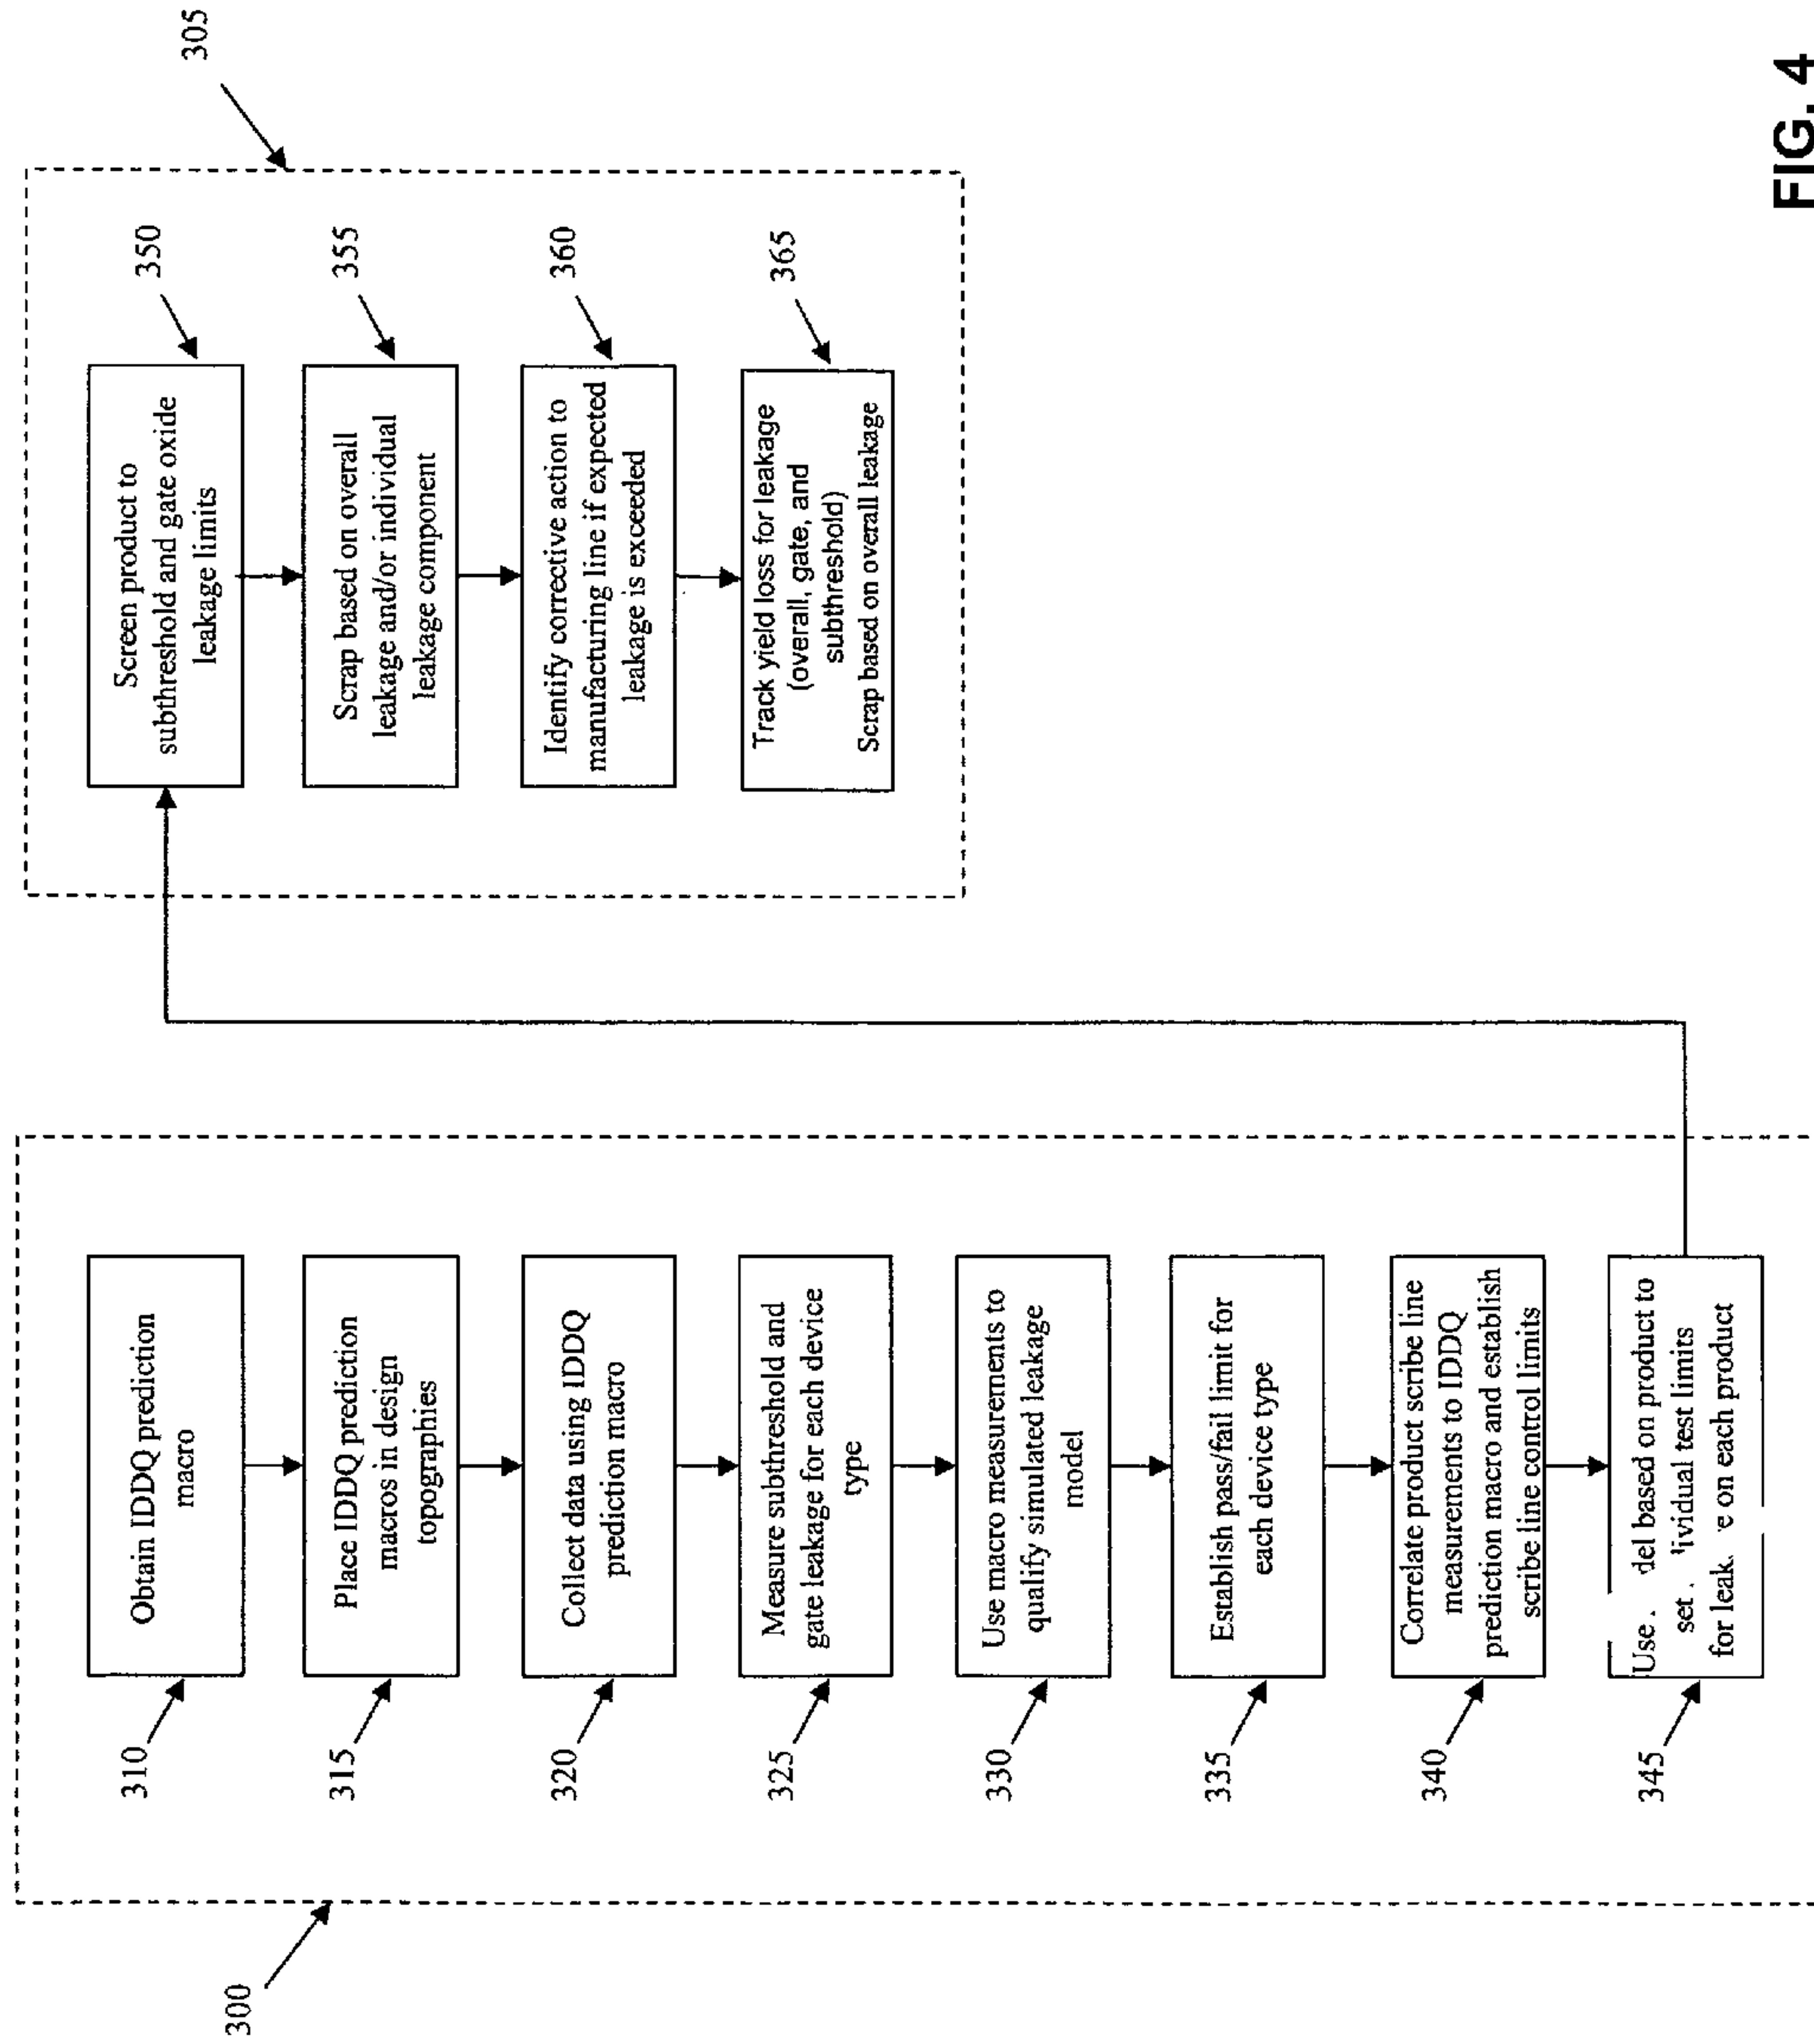 300
310
Obtain IDDQ prediction
macro
315
Place IDDQ prediction
macros in design
topographies
320
Collect data using IDDQ
prediction macro
325
Measure subthreshold and
gate leakage for each device
type
330
Use macro measurements to
qualify simulated leakage
model
335
Establish pass/fail limit for
each device type
340
Correlate product scribe line
measurements to IDDQ
prediction macro and establish
scribe line control limits
345
Use based on product to
set test limits
for on each product
305
350
Screen product to
subthreshold and gate oxide
leakage limits
355
Scrap based on overall
leakage and/or individual
leakage component
360
Identify corrective action to
manufacturing line if expected
leakage is exceeded
365
Track yield loss for leakage
(overall, gate, and
subthreshold)
Scrap based on overall leakage
FIG. 4